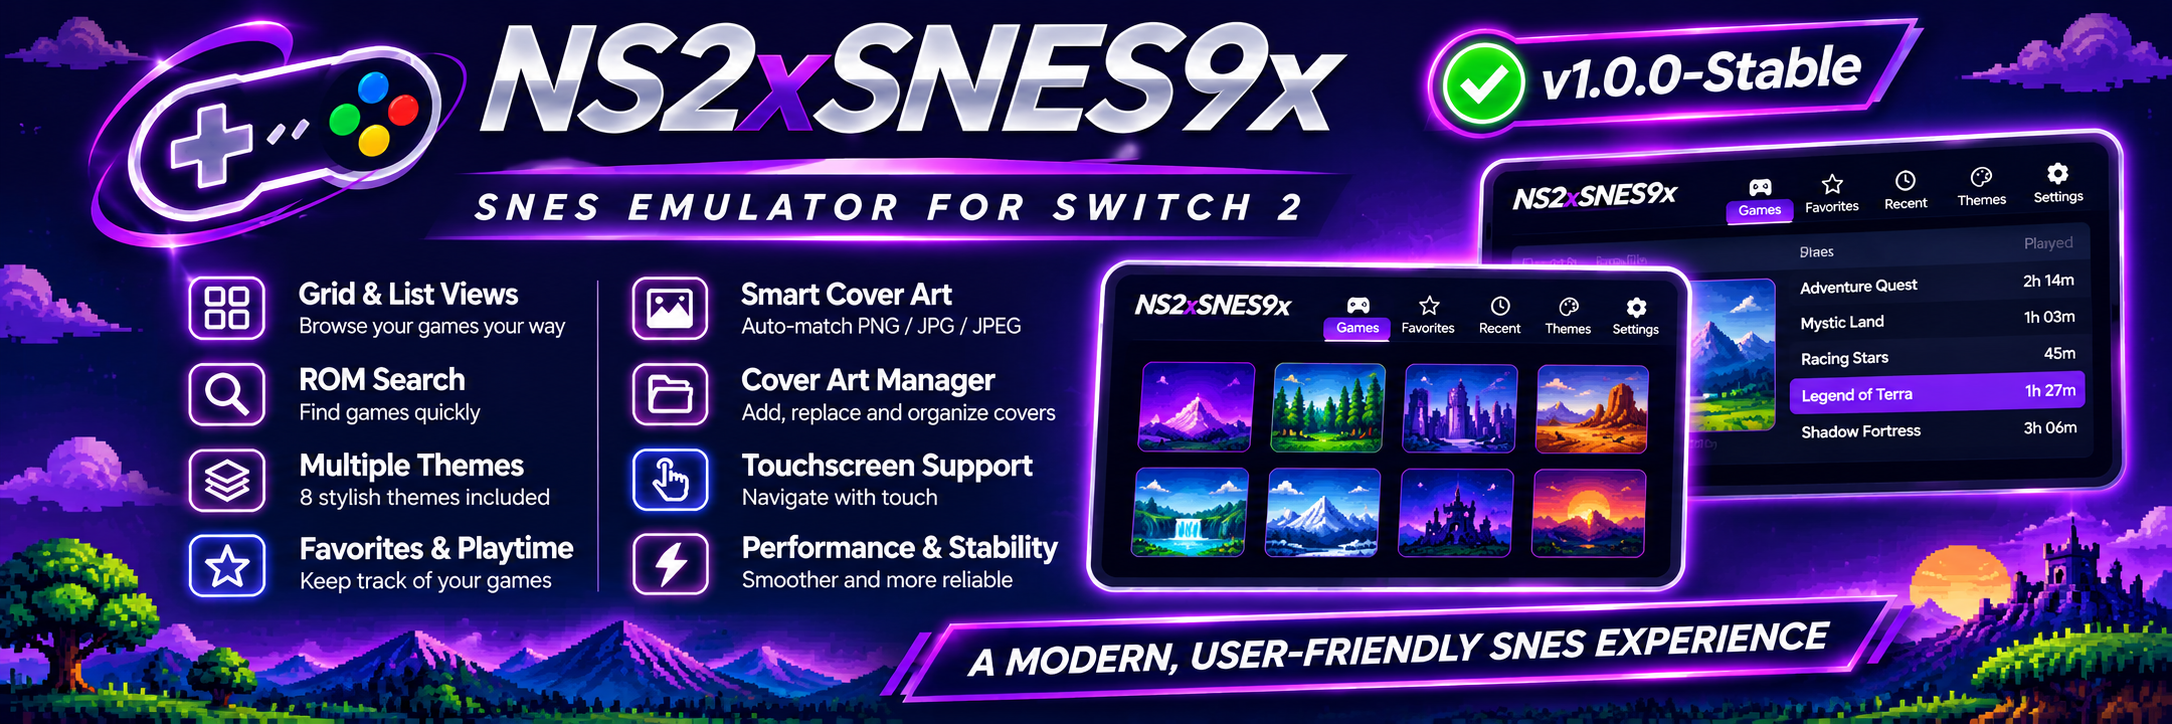 NS2xSNES9x
SNES EMULATOR FOR SWITCH 2
v1.0.0-Stable
Grid & List Views
Browse your games your way
ROM Search
Find games quickly
Multiple Themes
8 stylish themes included
Favorites & Playtime
Keep track of your games
Smart Cover Art
Auto-match PNG / JPG / JPEG
Cover Art Manager
Add, replace and organize covers
Touchscreen Support
Navigate with touch
Performance & Stability
Smoother and more reliable
NS2xSNES9x
Games Favorites Recent Themes Settings
NS2xSNES9x
Games Favorites Recent Themes Settings
Played
Adventure Quest 2h 14m
Mystic Land 1h 03m
Racing Stars 45m
Legend of Terra 1h 27m
Shadow Fortress 3h 06m
A MODERN, USER-FRIENDLY SNES EXPERIENCE